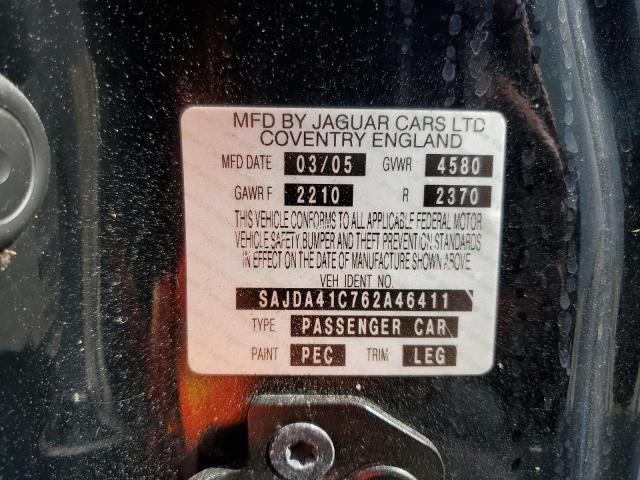 MFD BY JAGUAR CARS LTD
COVENTRY ENGLAND
MFD DATE 03/05 GVWR 4580
GAWR F 2210 R 2370
THIS VEHICLE CONFORMS TO ALL APPLICABLE FEDERAL MOTOR
VEHICLE SAFETY, BUMPER AND THEFT PREVENTION STANDARDS
IN EFFECT ON THE DATE OF MANUFACTURE SHOWN ABOVE.
VEH IDENT NO.
SAJDA41C762A46411
TYPE PASSENGER CAR
PAINT PEC TRIM LEG